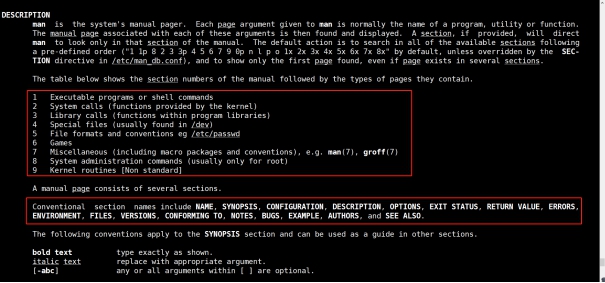 DESCRIPTION
man is the system's manual pager. Each page argument given to man is normally the name of a program, utility or function.
The manual page associated with each of these arguments is then found and displayed. A section, if provided, will direct
man to look only in that section of the manual. The default action is to search in all of the available sections following
a pre-defined order ("1 1p 8 2 3 3p 4 5 6 7 9 0p n l p o 1x 2x 3x 4x 5x 6x 7x 8x" by default, unless overridden by the SEC-
TION directive in /etc/man_db.conf), and to show only the first page found, even if page exists in several sections.
The table below shows the section numbers of the manual followed by the types of pages they contain.
1 Executable programs or shell commands
2 System calls (functions provided by the kernel)
3 Library calls (functions within program libraries)
4 Special files (usually found in /dev)
5 File formats and conventions eg /etc/passwd
6 Games
7 Miscellaneous (including macro packages and conventions), e.g. man(7), groff(7)
8 System administration commands (usually only for root)
9 Kernel routines [Non standard]
A manual page consists of several sections.
Conventional section names include NAME, SYNOPSIS, CONFIGURATION, DESCRIPTION, OPTIONS, EXIT STATUS, RETURN VALUE, ERRORS,
ENVIRONMENT, FILES, VERSIONS, CONFORMING TO, NOTES, BUGS, EXAMPLE, AUTHORS, and SEE ALSO.
The following conventions apply to the SYNOPSIS section and can be used as a guide in other sections.
bold text type exactly as shown.
italic text replace with appropriate argument.
[-abc] any or all arguments within [ ] are optional.